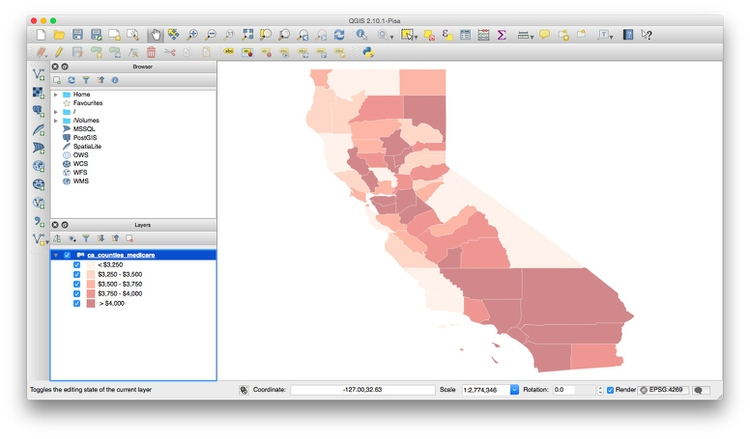 QGIS 2.10.1-Pisa
Browser
Home
Favourites
/
/Volumes
MSSQL
PostGIS
SpatiaLite
OWS
WCS
WFS
WMS
Layers
ca_counties_medicare
< $3,250
$3,250 - $3,500
$3,500 - $3,750
$3,750 - $4,000
> $4,000
Toggles the editing state of the current layer
Coordinate:
-127.00,32.63
Scale
1:2,774,346
Rotation:
0.0
Render
EPSG:4269